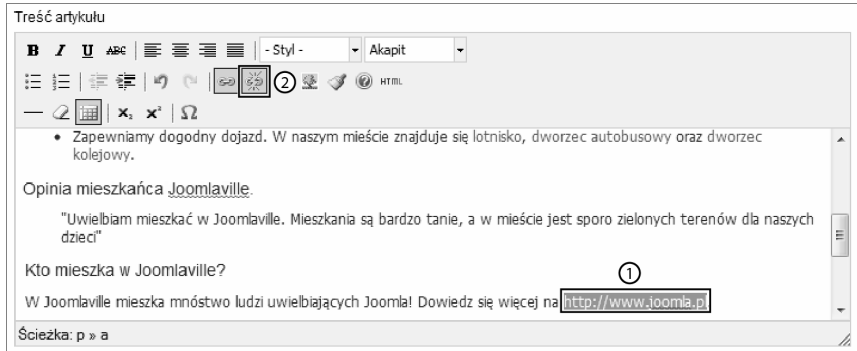 Treść artykułu
B I U ABC - Styl - Akapit
② HTML
x₂ x² Ω
• Zapewniamy dogodny dojazd. W naszym mieście znajduje się lotnisko, dworzec autobusowy oraz dworzec
kolejowy.
Opinia mieszkańca Joomlaville.
"Uwielbiam mieszkać w Joomlaville. Mieszkania są bardzo tanie, a w mieście jest sporo zielonych terenów dla naszych
dzieci"
Kto mieszka w Joomlaville?
①
W Joomlaville mieszka mnóstwo ludzi uwielbiających Joomla! Dowiedz się więcej na http://www.joomla.pl
Ścieżka: p » a